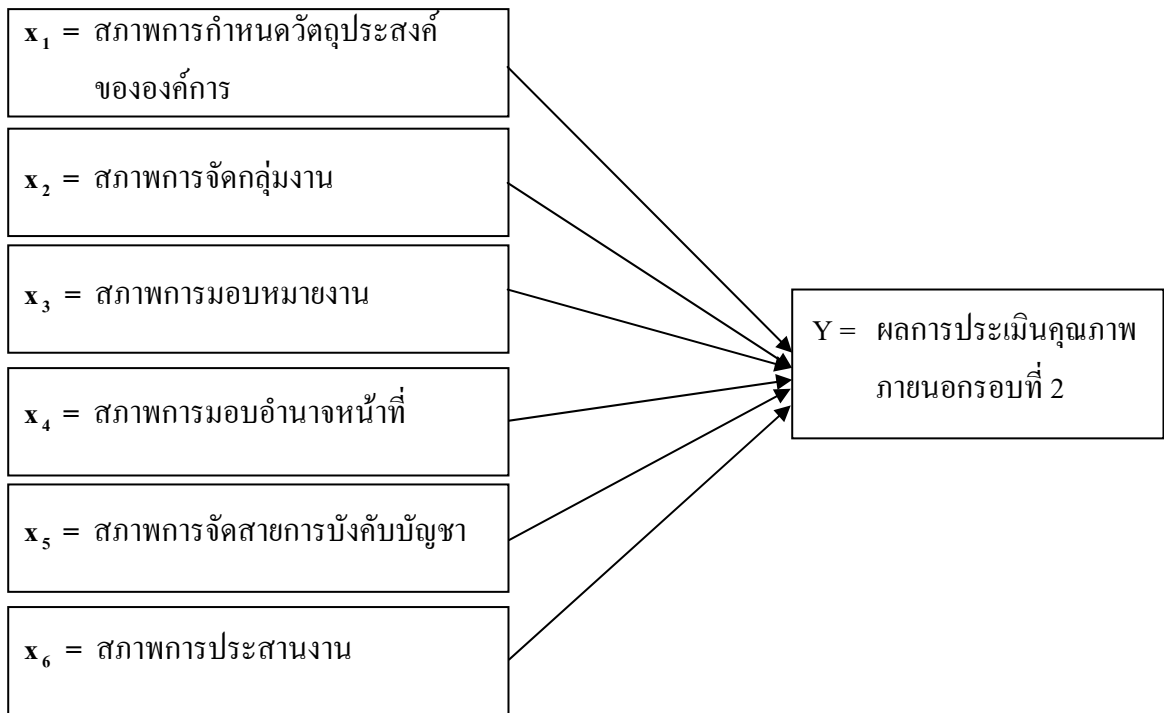 x₁ = สภาพการกำหนดวัตถุประสงค์
ขององค์การ
x₂ = สภาพการจัดกลุ่มงาน
x₃ = สภาพการมอบหมายงาน
x₄ = สภาพการมอบอำนาจหน้าที่
x₅ = สภาพการจัดสายการบังคับบัญชา
x₆ = สภาพการประสานงาน
Y = ผลการประเมินคุณภาพ
ภายนอกรอบที่ 2